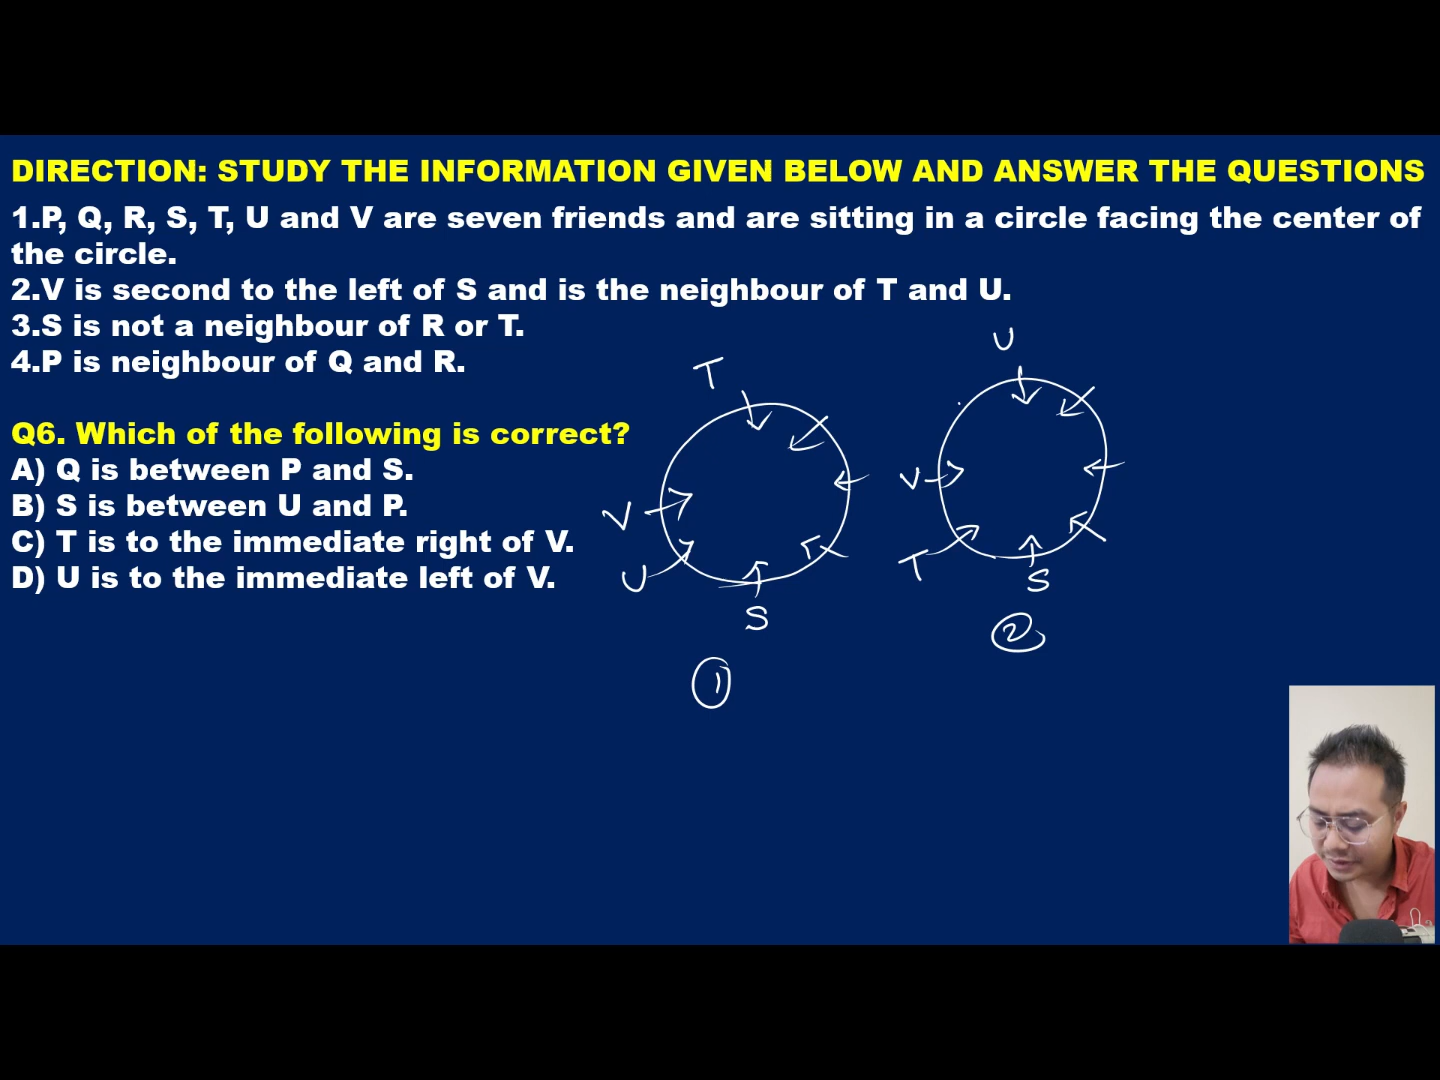 DIRECTION: STUDY THE INFORMATION GIVEN BELOW AND ANSWER THE QUESTIONS
1.P, Q, R, S, T, U and V are seven friends and are sitting in a circle facing the center of
the circle.
2.V is second to the left of S and is the neighbour of T and U.
3.S is not a neighbour of R or T.
4.P is neighbour of Q and R.
Q6. Which of the following is correct?
A) Q is between P and S.
B) S is between U and P.
C) T is to the immediate right of V.
D) U is to the immediate left of V.
T
V
U
S
1
U
V
T
S
2